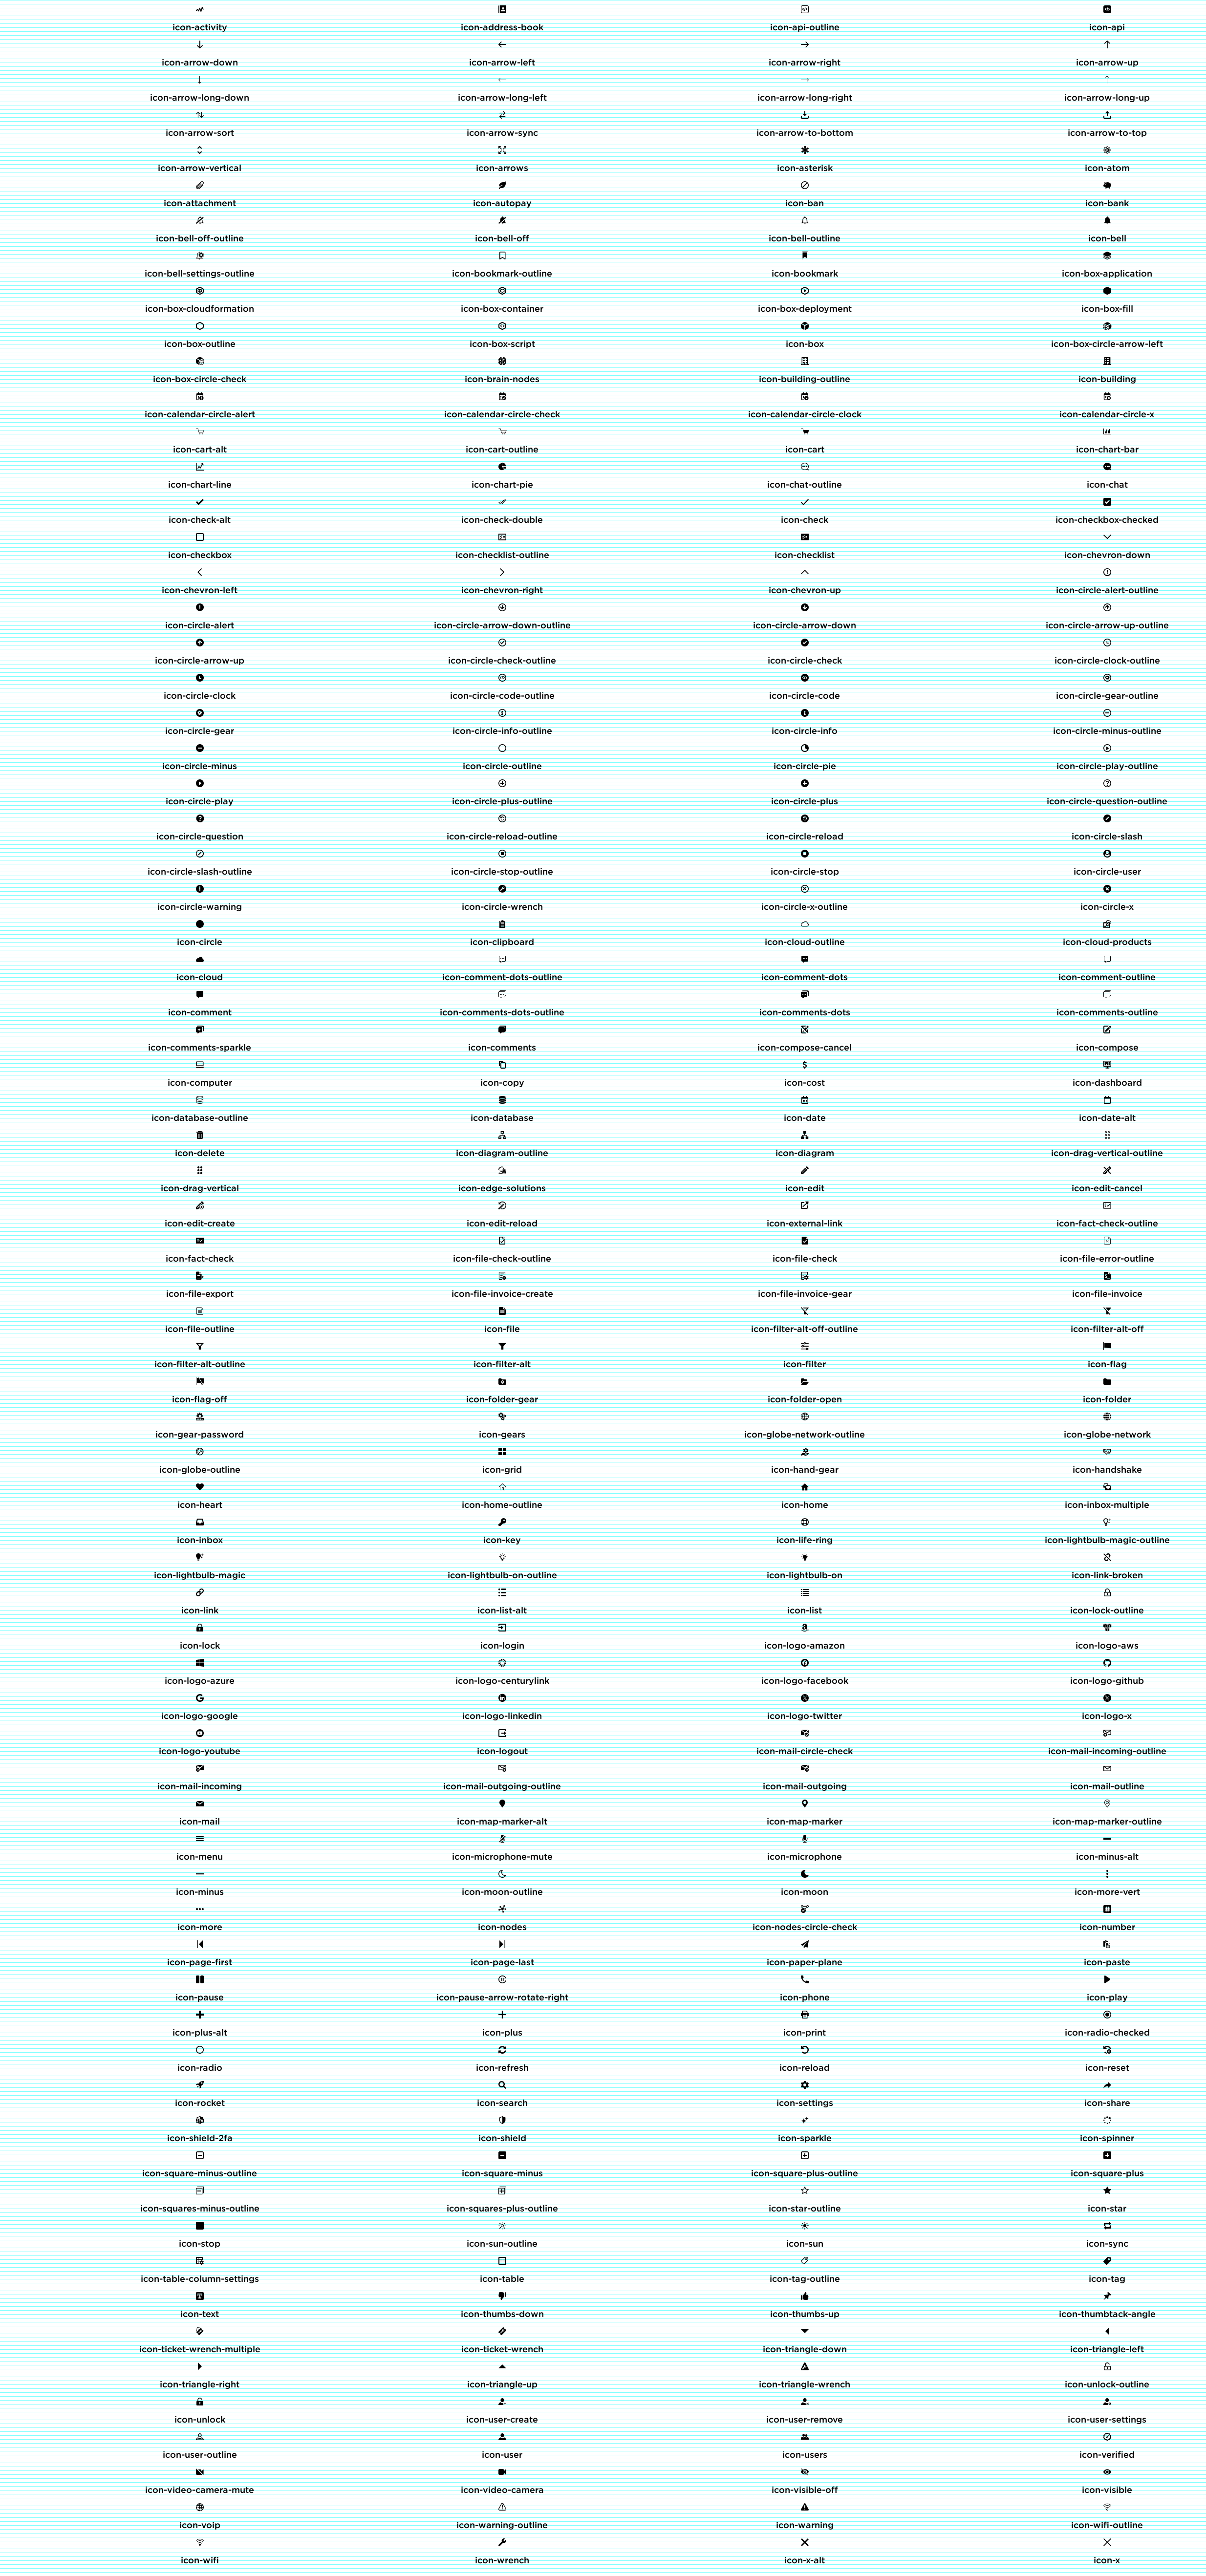 icon-activity icon-address-book icon-api-outline icon-api
icon-arrow-down icon-arrow-left icon-arrow-right icon-arrow-up
icon-arrow-long-down icon-arrow-long-left icon-arrow-long-right icon-arrow-long-up
icon-arrow-sort icon-arrow-sync icon-arrow-to-bottom icon-arrow-to-top
icon-arrow-vertical icon-arrows icon-asterisk icon-atom
icon-attachment icon-autopay icon-ban icon-bank
icon-bell-off-outline icon-bell-off icon-bell-outline icon-bell
icon-bell-settings-outline icon-bookmark-outline icon-bookmark icon-box-application
icon-box-cloudformation icon-box-container icon-box-deployment icon-box-fill
icon-box-outline icon-box-script icon-box icon-box-circle-arrow-left
icon-box-circle-check icon-brain-nodes icon-building-outline icon-building
icon-calendar-circle-alert icon-calendar-circle-check icon-calendar-circle-clock icon-calendar-circle-x
icon-cart-alt icon-cart-outline icon-cart icon-chart-bar
icon-chart-line icon-chart-pie icon-chat-outline icon-chat
icon-check-alt icon-check-double icon-check icon-checkbox-checked
icon-checkbox icon-checklist-outline icon-checklist icon-chevron-down
icon-chevron-left icon-chevron-right icon-chevron-up icon-circle-alert-outline
icon-circle-alert icon-circle-arrow-down-outline icon-circle-arrow-down icon-circle-arrow-up-outline
icon-circle-arrow-up icon-circle-check-outline icon-circle-check icon-circle-clock-outline
icon-circle-clock icon-circle-code-outline icon-circle-code icon-circle-gear-outline
icon-circle-gear icon-circle-info-outline icon-circle-info icon-circle-minus-outline
icon-circle-minus icon-circle-outline icon-circle-pie icon-circle-play-outline
icon-circle-play icon-circle-plus-outline icon-circle-plus icon-circle-question-outline
icon-circle-question icon-circle-reload-outline icon-circle-reload icon-circle-slash
icon-circle-slash-outline icon-circle-stop-outline icon-circle-stop icon-circle-user
icon-circle-warning icon-circle-wrench icon-circle-x-outline icon-circle-x
icon-circle icon-clipboard icon-cloud-outline icon-cloud-products
icon-cloud icon-comment-dots-outline icon-comment-dots icon-comment-outline
icon-comment icon-comments-dots-outline icon-comments-dots icon-comments-outline
icon-comments-sparkle icon-comments icon-compose-cancel icon-compose
icon-computer icon-copy icon-cost icon-dashboard
icon-database-outline icon-database icon-date icon-date-alt
icon-delete icon-diagram-outline icon-diagram icon-drag-vertical-outline
icon-drag-vertical icon-edge-solutions icon-edit icon-edit-cancel
icon-edit-create icon-edit-reload icon-external-link icon-fact-check-outline
icon-fact-check icon-file-check-outline icon-file-check icon-file-error-outline
icon-file-export icon-file-invoice-create icon-file-invoice-gear icon-file-invoice
icon-file-outline icon-file icon-filter-alt-off-outline icon-filter-alt-off
icon-filter-alt-outline icon-filter-alt icon-filter icon-flag
icon-flag-off icon-folder-gear icon-folder-open icon-folder
icon-gear-password icon-gears icon-globe-network-outline icon-globe-network
icon-globe-outline icon-grid icon-hand-gear icon-handshake
icon-heart icon-home-outline icon-home icon-inbox-multiple
icon-inbox icon-key icon-life-ring icon-lightbulb-magic-outline
icon-lightbulb-magic icon-lightbulb-on-outline icon-lightbulb-on icon-link-broken
icon-link icon-list-alt icon-list icon-lock-outline
icon-lock icon-login icon-logo-amazon icon-logo-aws
icon-logo-azure icon-logo-centurylink icon-logo-facebook icon-logo-github
icon-logo-google icon-logo-linkedin icon-logo-twitter icon-logo-x
icon-logo-youtube icon-logout icon-mail-circle-check icon-mail-incoming-outline
icon-mail-incoming icon-mail-outgoing-outline icon-mail-outgoing icon-mail-outline
icon-mail icon-map-marker-alt icon-map-marker icon-map-marker-outline
icon-menu icon-microphone-mute icon-microphone icon-minus-alt
icon-minus icon-moon-outline icon-moon icon-more-vert
icon-more icon-nodes icon-nodes-circle-check icon-number
icon-page-first icon-page-last icon-paper-plane icon-paste
icon-pause icon-pause-arrow-rotate-right icon-phone icon-play
icon-plus-alt icon-plus icon-print icon-radio-checked
icon-radio icon-refresh icon-reload icon-reset
icon-rocket icon-search icon-settings icon-share
icon-shield-2fa icon-shield icon-sparkle icon-spinner
icon-square-minus-outline icon-square-minus icon-square-plus-outline icon-square-plus
icon-squares-minus-outline icon-squares-plus-outline icon-star-outline icon-star
icon-stop icon-sun-outline icon-sun icon-sync
icon-table-column-settings icon-table icon-tag-outline icon-tag
icon-text icon-thumbs-down icon-thumbs-up icon-thumbtack-angle
icon-ticket-wrench-multiple icon-ticket-wrench icon-triangle-down icon-triangle-left
icon-triangle-right icon-triangle-up icon-triangle-wrench icon-unlock-outline
icon-unlock icon-user-create icon-user-remove icon-user-settings
icon-user-outline icon-user icon-users icon-verified
icon-video-camera-mute icon-video-camera icon-visible-off icon-visible
icon-voip icon-warning-outline icon-warning icon-wifi-outline
icon-wifi icon-wrench icon-x-alt icon-x